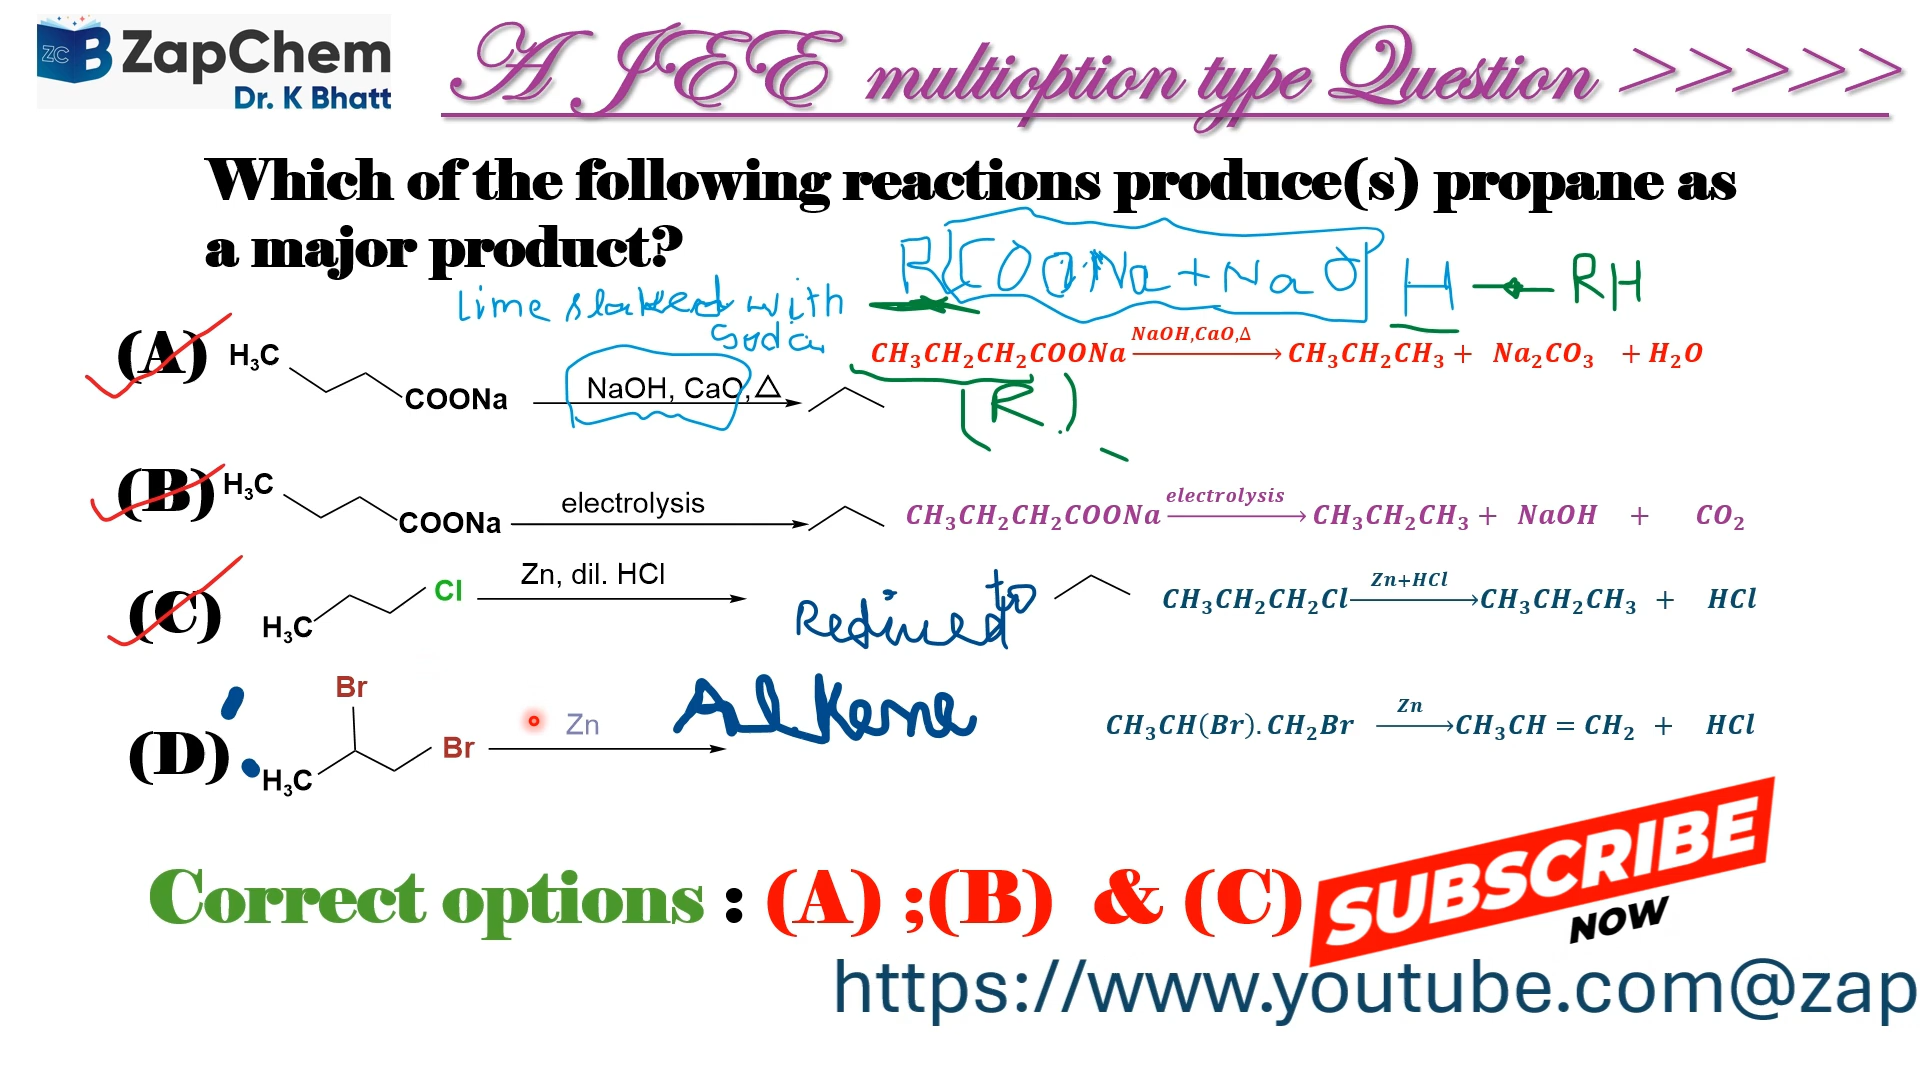 ZC B ZapChem
Dr. K Bhatt
A JEE multioption type Question >>>>>
Which of the following reactions produce(s) propane as
a major product?
RCOONa + NaOH → RH
lime slaked with
soda
(A) H₃C COONa NaOH, CaO, △
CH₃CH₂CH₂COONa NaOH,CaO,Δ → CH₃CH₂CH₃ + Na₂CO₃ + H₂O
(R)
(B) H₃C COONa electrolysis
CH₃CH₂CH₂COONa electrolysis → CH₃CH₂CH₃ + NaOH + CO₂
(C) H₃C Cl Zn, dil. HCl
Reduced to
CH₃CH₂CH₂Cl Zn+HCl → CH₃CH₂CH₃ + HCl
(D) H₃C Br Br Zn
Alkene
CH₃CH(Br).CH₂Br Zn → CH₃CH = CH₂ + HCl
Correct options : (A) ;(B) & (C)
SUBSCRIBE
NOW
https://www.youtube.com@zap